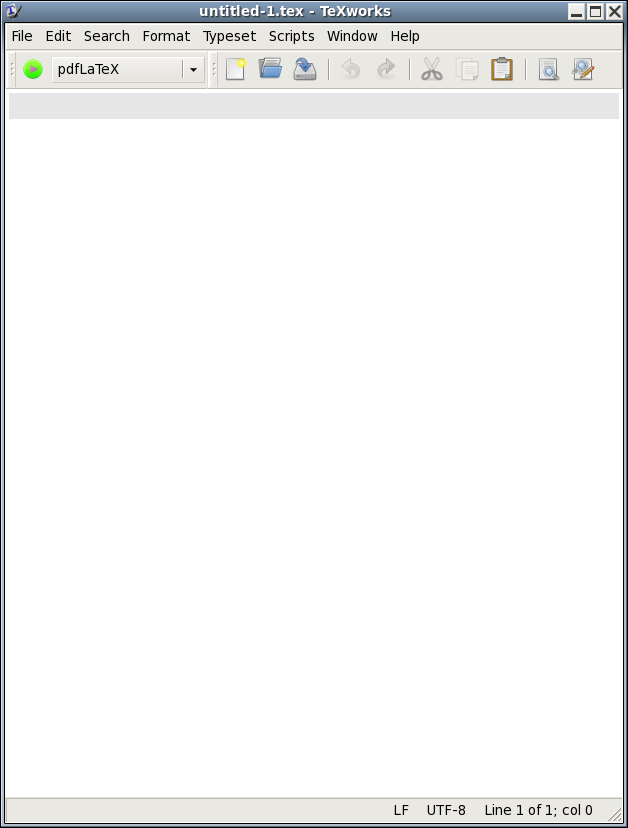 untitled-1.tex - TeXworks
File Edit Search Format Typeset Scripts Window Help
pdfLaTeX
LF UTF-8 Line 1 of 1; col 0